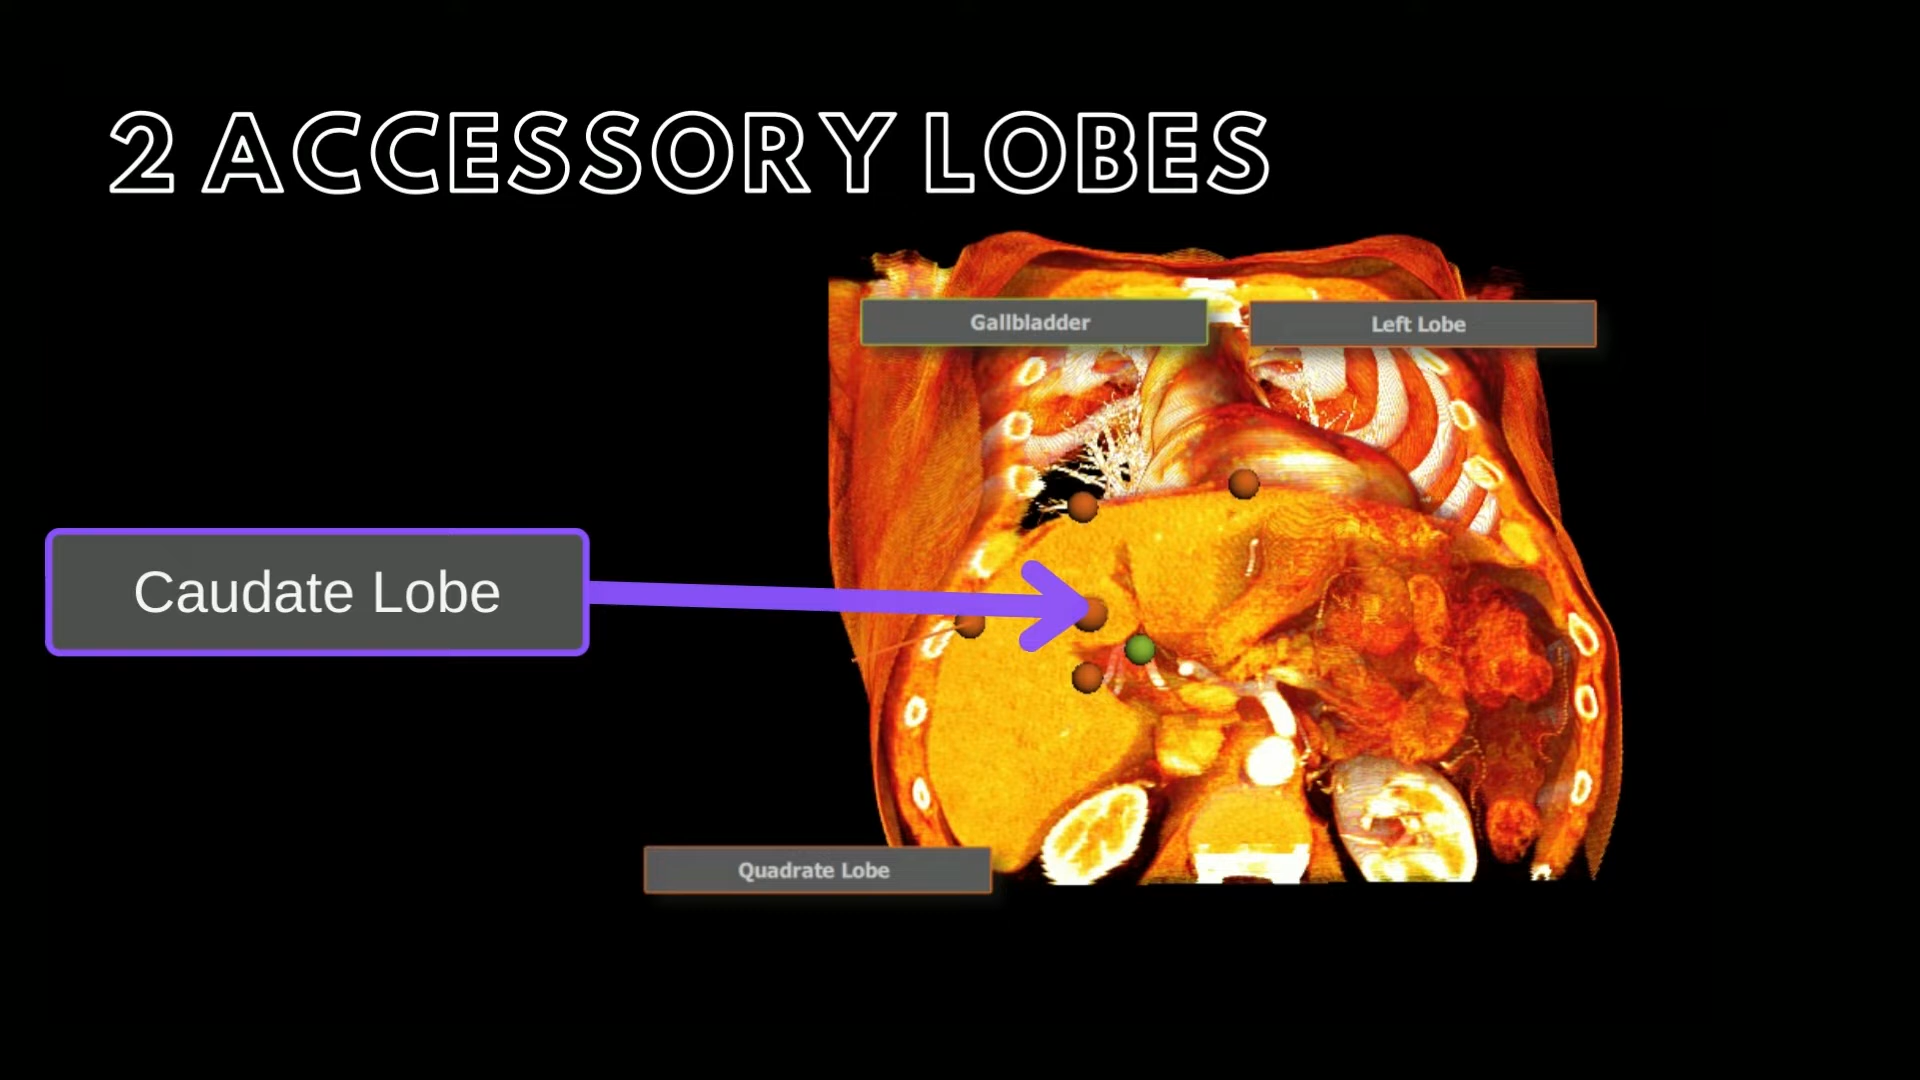 2 ACCESSORY LOBES
Gallbladder
Left Lobe
Caudate Lobe
Quadrate Lobe